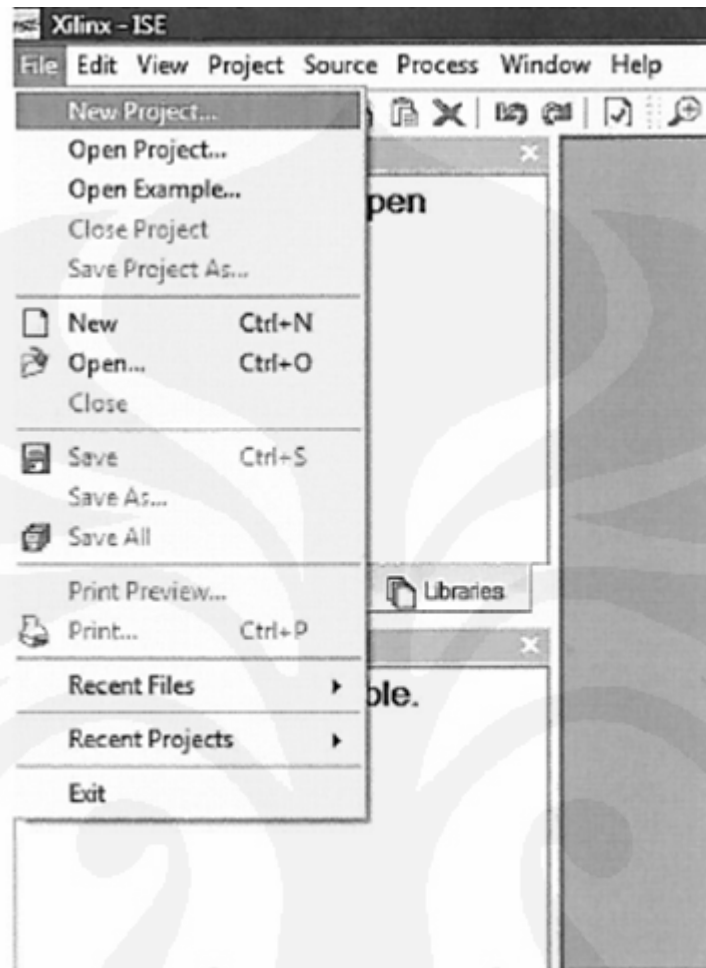 Xilinx - ISE
File Edit View Project Source Process Window Help
New Project...
Open Project...
Open Example...
Close Project
Save Project As...
New Ctrl+N
Open... Ctrl+O
Close
Save Ctrl+S
Save As...
Save All
Print Preview...
Print... Ctrl+P
Recent Files
Recent Projects
Exit
pen
Libraries
ble.